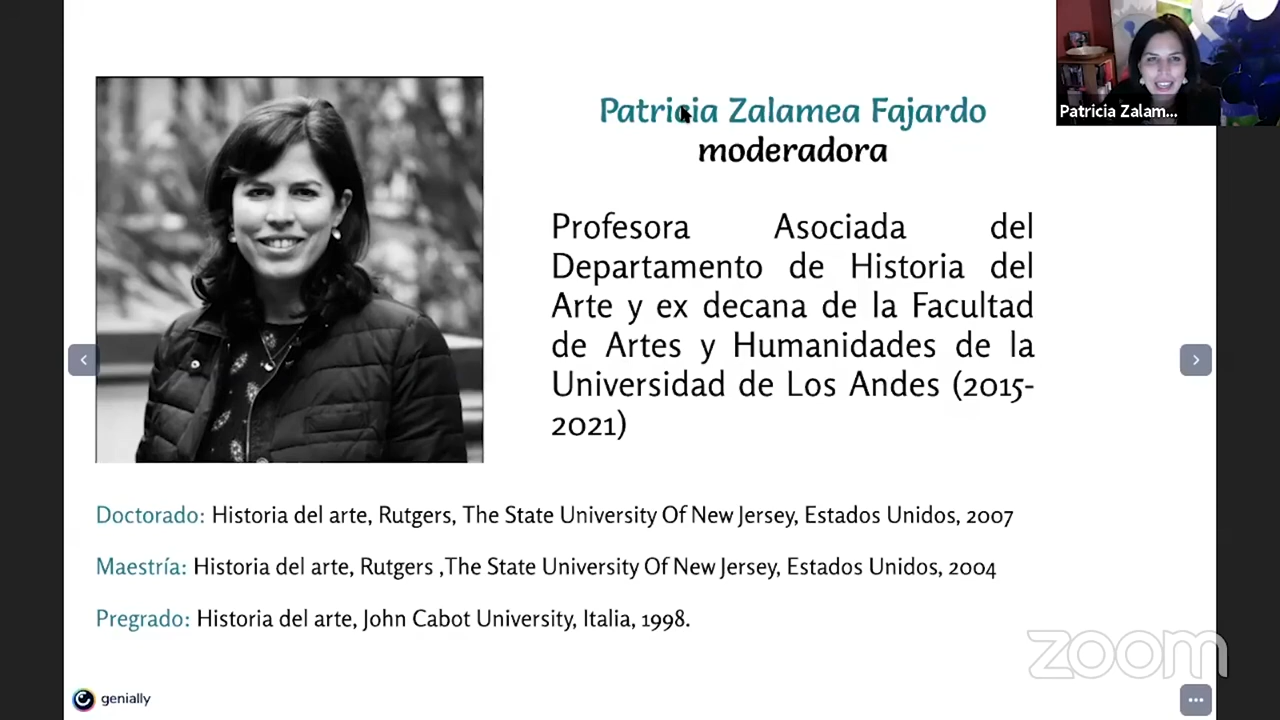 Patricia Zalamea Fajardo
moderadora
Patricia Zalam...
Profesora Asociada del
Departamento de Historia del
Arte y ex decana de la Facultad
de Artes y Humanidades de la
Universidad de Los Andes (2015-
2021)
Doctorado: Historia del arte, Rutgers, The State University Of New Jersey, Estados Unidos, 2007
Maestría: Historia del arte, Rutgers ,The State University Of New Jersey, Estados Unidos, 2004
Pregrado: Historia del arte, John Cabot University, Italia, 1998.
zoom
genially